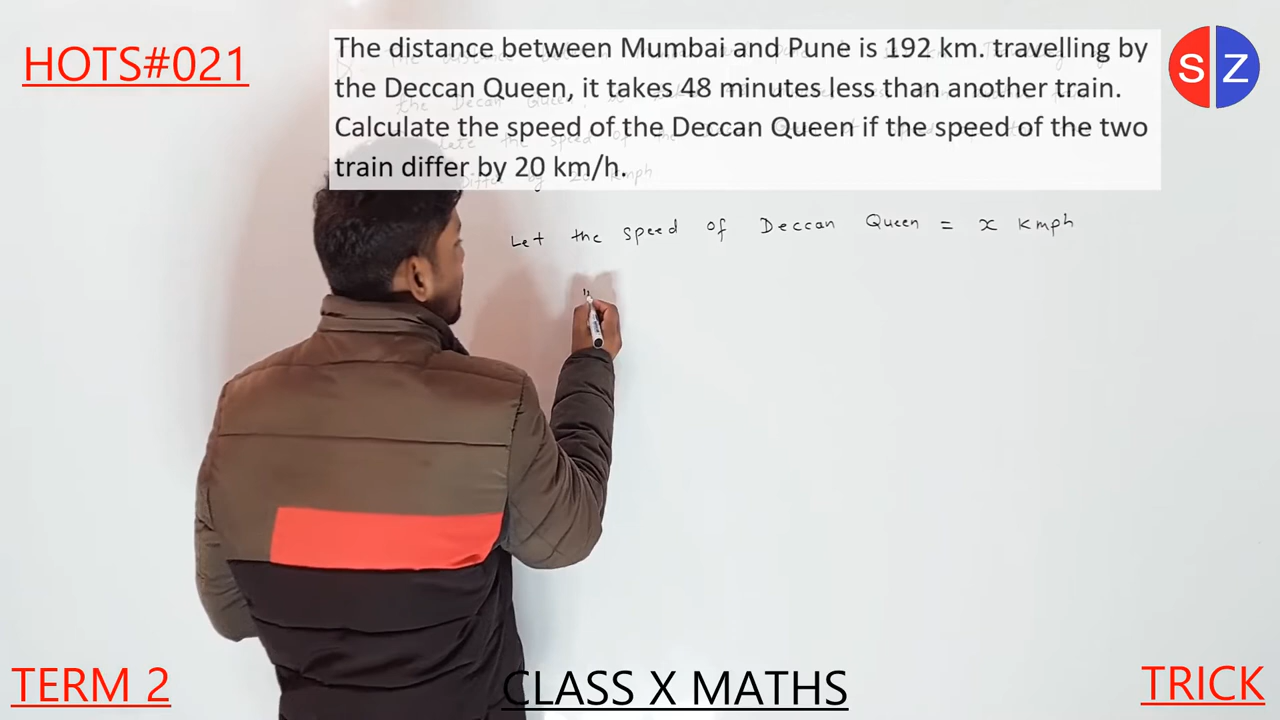 HOTS#021
The distance between Mumbai and Pune is 192 km. travelling by
the Deccan Queen, it takes 48 minutes less than another train.
Calculate the speed of the Deccan Queen if the speed of the two
train differ by 20 km/h.
SZ
Let the speed of Deccan Queen = x kmph
TERM 2
CLASS X MATHS
TRICK